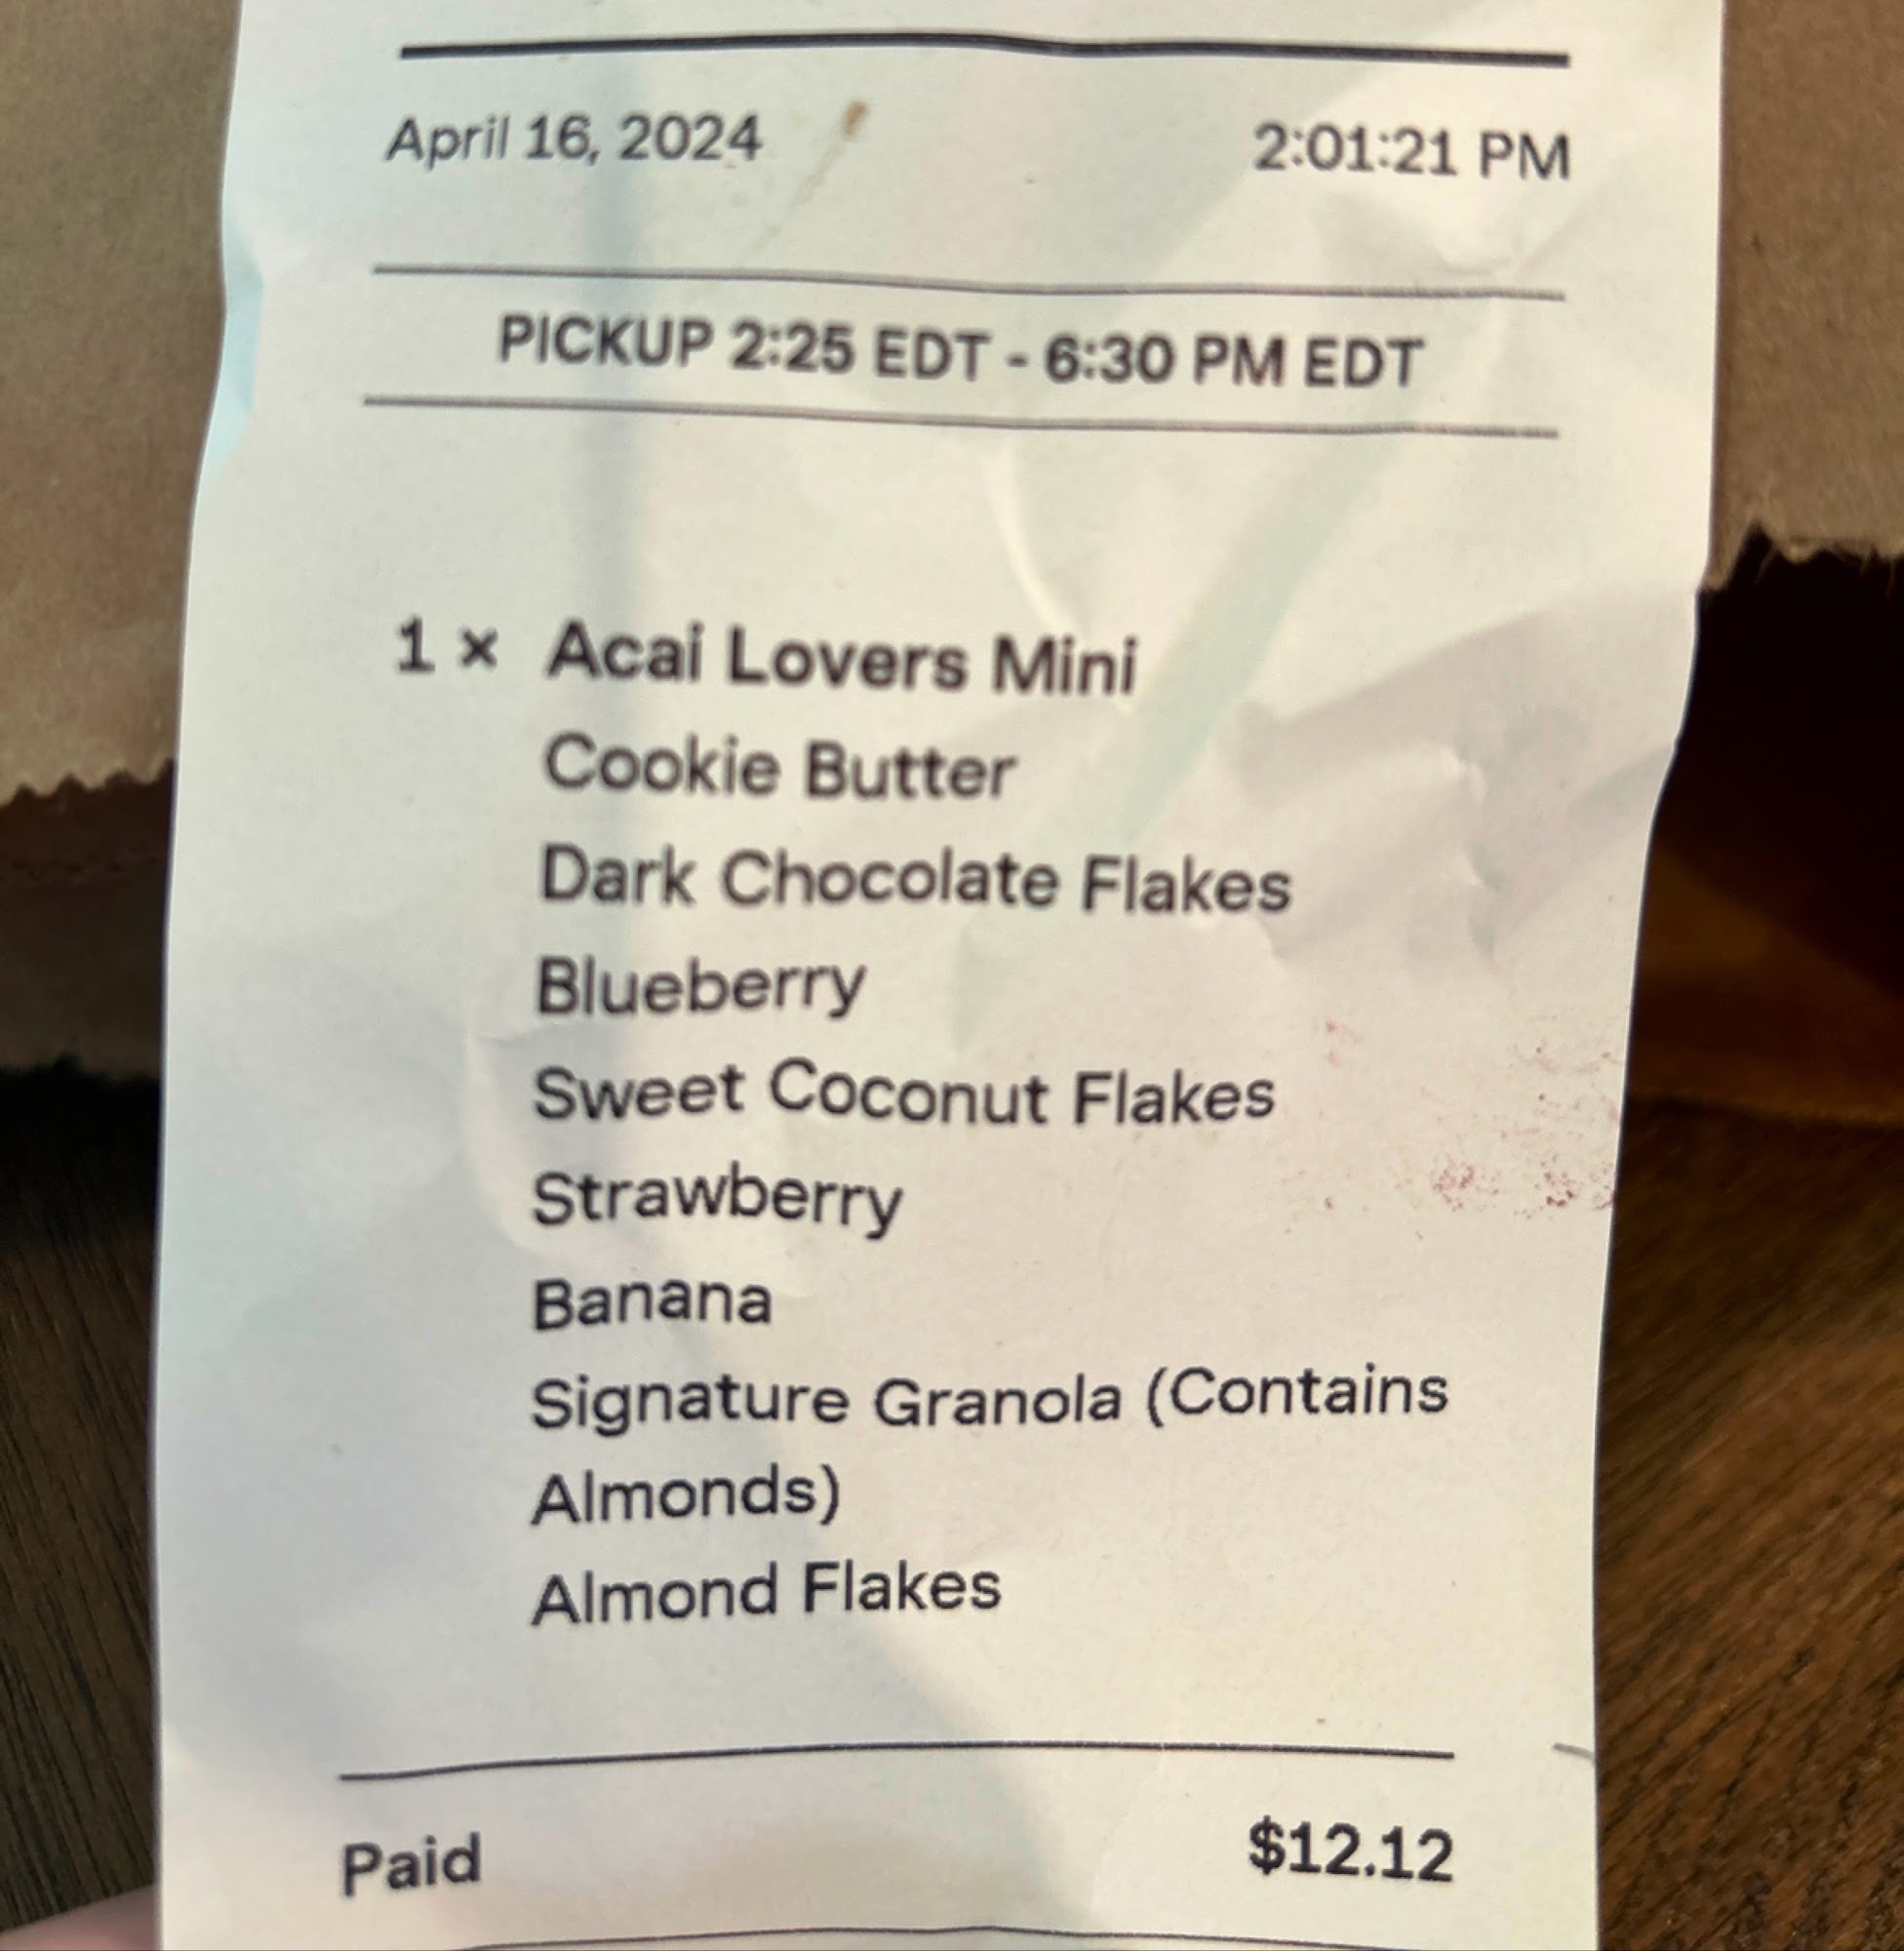 April 16, 2024 2:01:21 PM
PICKUP 2:25 EDT - 6:30 PM EDT
1 × Acai Lovers Mini
Cookie Butter
Dark Chocolate Flakes
Blueberry
Sweet Coconut Flakes
Strawberry
Banana
Signature Granola (Contains
Almonds)
Almond Flakes
Paid $12.12